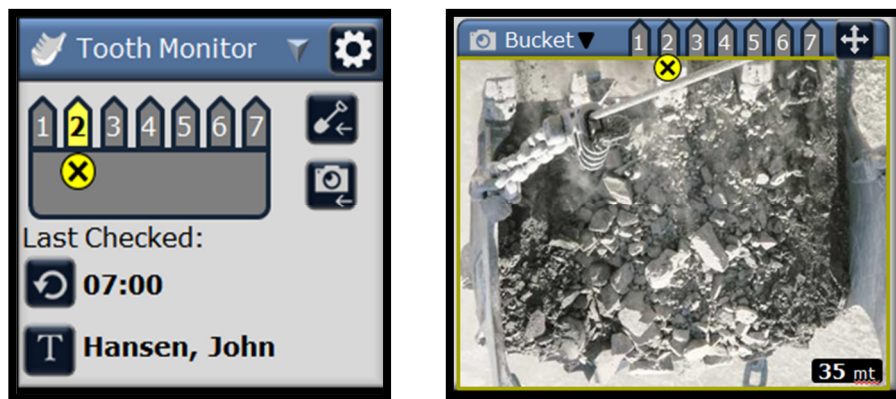 Tooth Monitor
1 2 3 4 5 6 7
Last Checked:
07:00
T Hansen, John
Bucket
1 2 3 4 5 6 7
35 mt